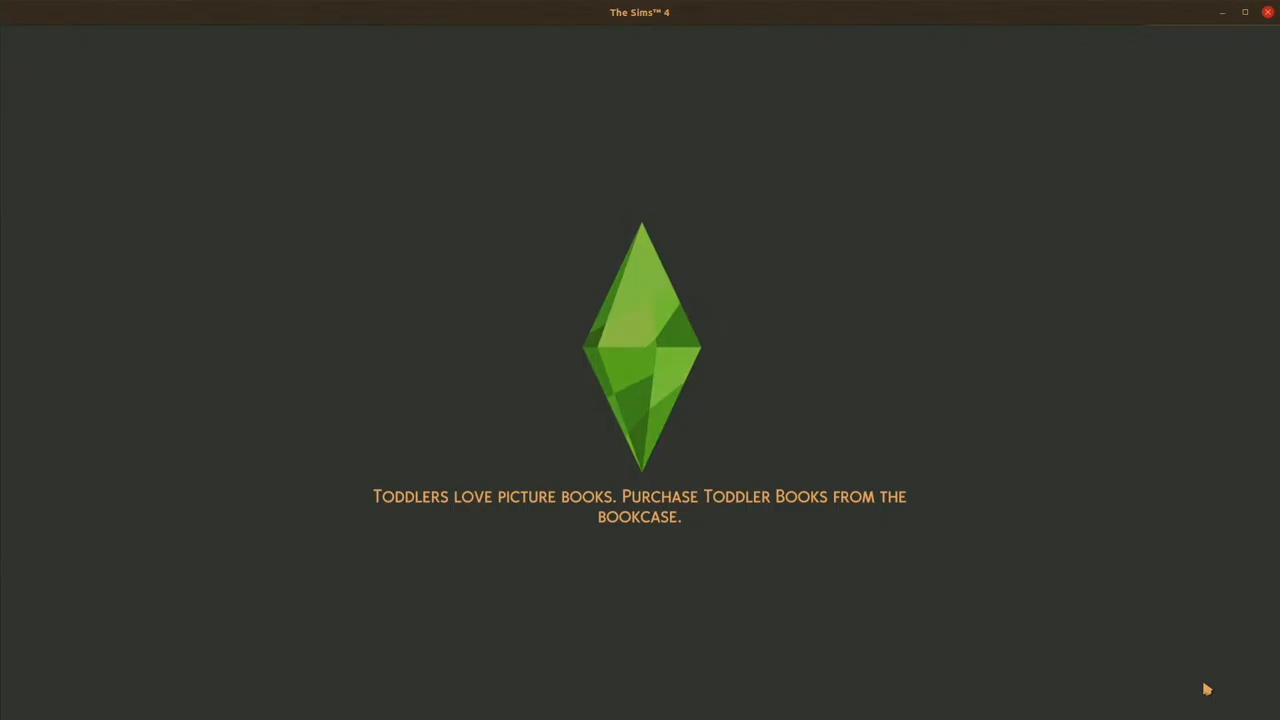 The Sims™ 4
Toddlers love picture books. Purchase Toddler Books from the
bookcase.